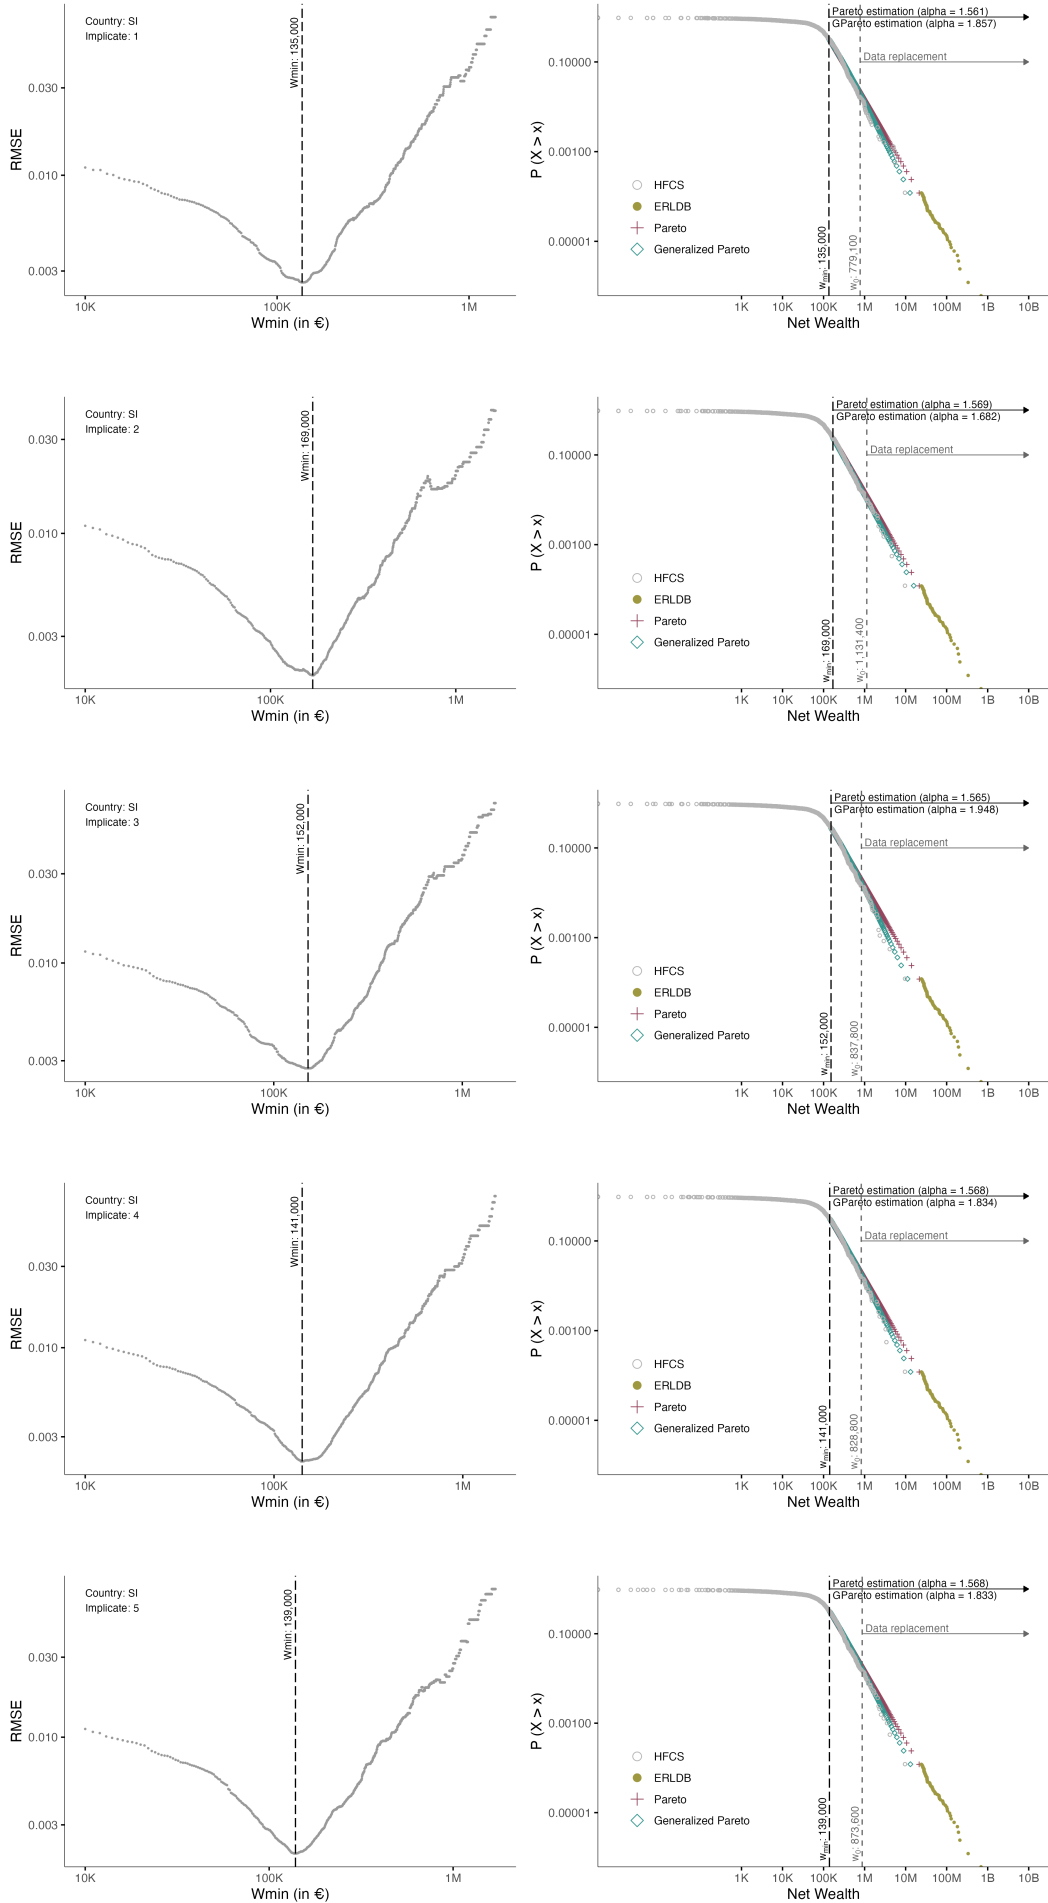 Country: SI
Implicate: 1
Wmin: 135,000
RMSE
0.030
0.010
0.003
10K
100K
1M
Wmin (in €)
Pareto estimation (alpha = 1.561)
GPareto estimation (alpha = 1.857)
Data replacement
P (X > x)
0.10000
0.00100
0.00001
HFCS
ERLDB
Pareto
Generalized Pareto
wmin: 135,000
w0: 779,100
1K
10K
100K
1M
10M
100M
1B
10B
Net Wealth
Country: SI
Implicate: 2
Wmin: 169,000
RMSE
0.030
0.010
0.003
10K
100K
1M
Wmin (in €)
Pareto estimation (alpha = 1.569)
GPareto estimation (alpha = 1.682)
Data replacement
P (X > x)
0.10000
0.00100
0.00001
HFCS
ERLDB
Pareto
Generalized Pareto
wmin: 169,000
w0: 1,131,400
1K
10K
100K
1M
10M
100M
1B
10B
Net Wealth
Country: SI
Implicate: 3
Wmin: 152,000
RMSE
0.030
0.010
0.003
10K
100K
1M
Wmin (in €)
Pareto estimation (alpha = 1.565)
GPareto estimation (alpha = 1.948)
Data replacement
P (X > x)
0.10000
0.00100
0.00001
HFCS
ERLDB
Pareto
Generalized Pareto
wmin: 152,000
w0: 837,800
1K
10K
100K
1M
10M
100M
1B
10B
Net Wealth
Country: SI
Implicate: 4
Wmin: 141,000
RMSE
0.030
0.010
0.003
10K
100K
1M
Wmin (in €)
Pareto estimation (alpha = 1.568)
GPareto estimation (alpha = 1.834)
Data replacement
P (X > x)
0.10000
0.00100
0.00001
HFCS
ERLDB
Pareto
Generalized Pareto
wmin: 141,000
w0: 828,800
1K
10K
100K
1M
10M
100M
1B
10B
Net Wealth
Country: SI
Implicate: 5
Wmin: 139,000
RMSE
0.030
0.010
0.003
10K
100K
1M
Wmin (in €)
Pareto estimation (alpha = 1.568)
GPareto estimation (alpha = 1.833)
Data replacement
P (X > x)
0.10000
0.00100
0.00001
HFCS
ERLDB
Pareto
Generalized Pareto
wmin: 139,000
w0: 873,600
1K
10K
100K
1M
10M
100M
1B
10B
Net Wealth